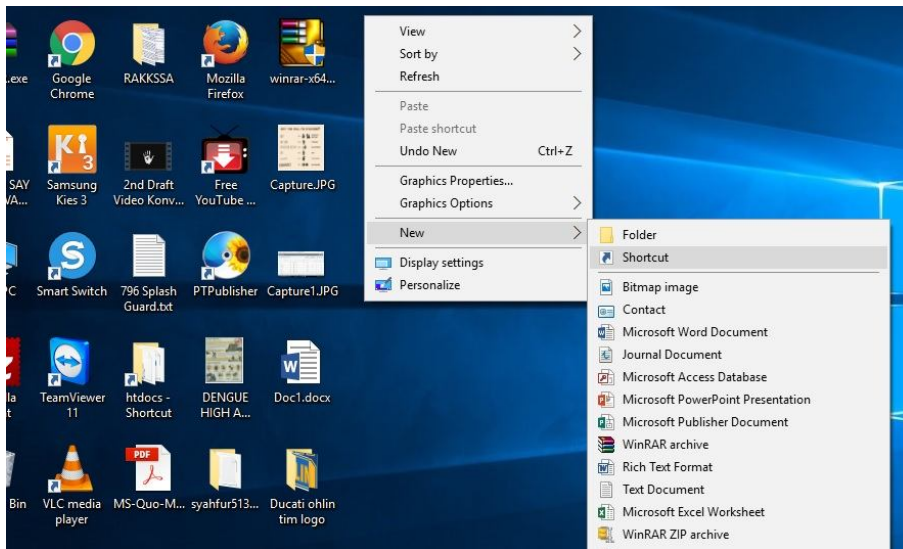 .exe
Google
Chrome
RAKKSSA
Mozilla
Firefox
winrar-x64...
SAY
VA...
Samsung
Kies 3
2nd Draft
Video Konv...
Free
YouTube ...
Capture.JPG
PC
Smart Switch
796 Splash
Guard.txt
PTPublisher
Capture1.JPG
lla
t
TeamViewer
11
htdocs -
Shortcut
DENGUE
HIGH A...
Doc1.docx
Bin
VLC media
player
PDF
MS-Quo-M...
syahfur513...
Ducati ohlin
tim logo
View
Sort by
Refresh
Paste
Paste shortcut
Undo New Ctrl+Z
Graphics Properties...
Graphics Options
New
Display settings
Personalize
Folder
Shortcut
Bitmap image
Contact
Microsoft Word Document
Journal Document
Microsoft Access Database
Microsoft PowerPoint Presentation
Microsoft Publisher Document
WinRAR archive
Rich Text Format
Text Document
Microsoft Excel Worksheet
WinRAR ZIP archive